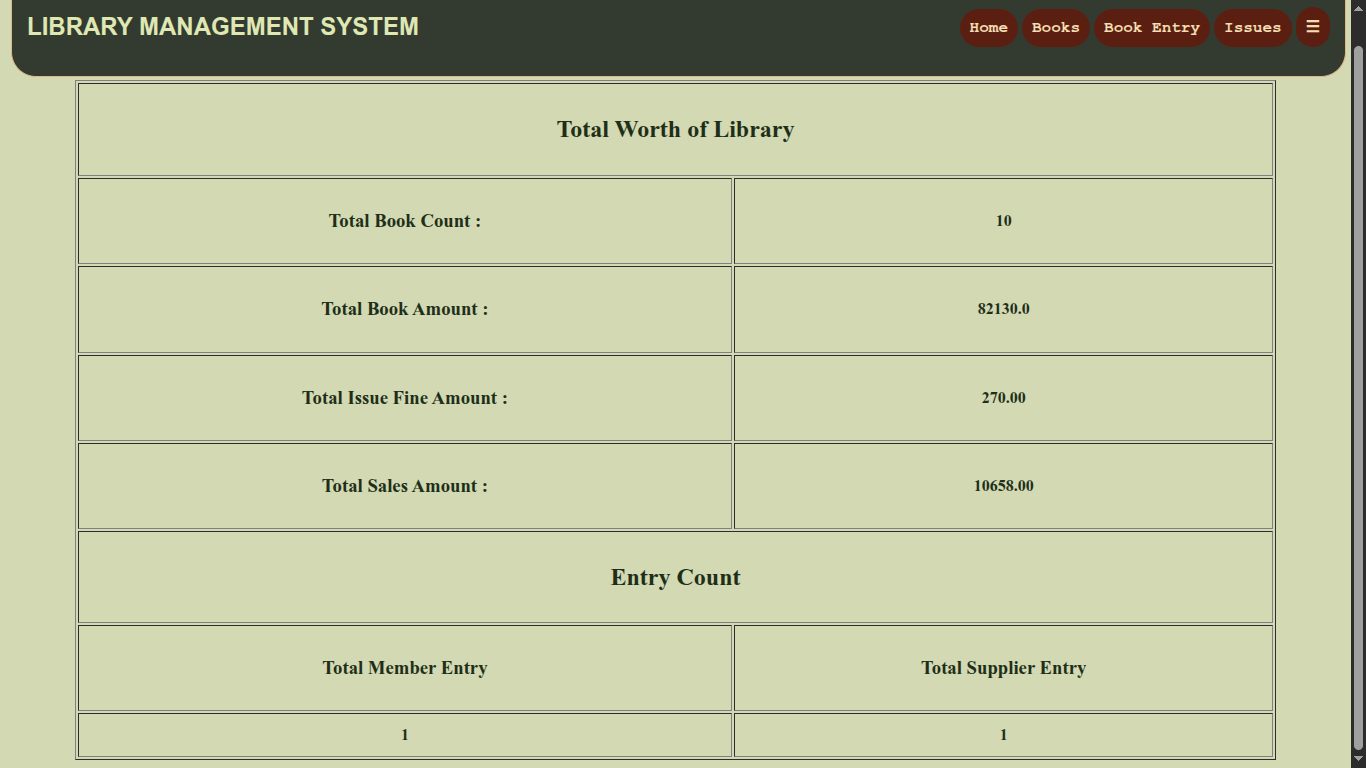 LIBRARY MANAGEMENT SYSTEM
Home Books Book Entry Issues ☰
Total Worth of Library
Total Book Count : 10
Total Book Amount : 82130.0
Total Issue Fine Amount : 270.00
Total Sales Amount : 10658.00
Entry Count
Total Member Entry Total Supplier Entry
1 1